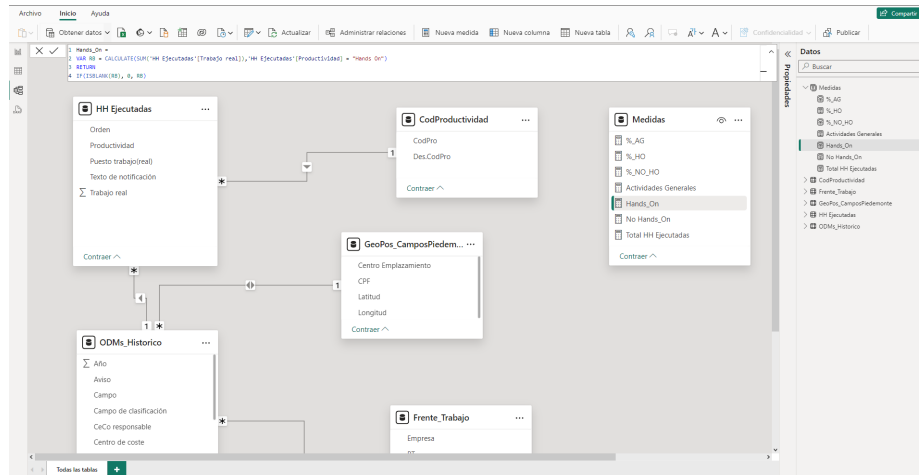 Archivo Inicio Ayuda
Compartir
Obtener datos Actualizar Administrar relaciones Nueva medida Nueva columna Nueva tabla A Confidencialidad Publicar
1 Hands_On =
2 VAR R8 = CALCULATE(SUM('HH Ejecutadas'[Trabajo real]),'HH Ejecutadas'[Productividad] = "Hands On")
3 RETURN
4 IF(ISBLANK(R8), 0, R8)
Propiedades
Datos
Buscar
Medidas
%_AG
%_HO
%_NO_HO
Actividades Generales
Hands_On
No Hands_On
Total HH Ejecutadas
CodProductividad
Frente_Trabajo
GeoPos_CamposPiedemonte
HH Ejecutadas
ODMs_Historico
HH Ejecutadas
Orden
Productividad
Puesto trabajo(real)
Texto de notificación
∑ Trabajo real
Contraer
CodProductividad
CodPro
Des.CodPro
Contraer
Medidas
%_AG
%_HO
%_NO_HO
Actividades Generales
Hands_On
No Hands_On
Total HH Ejecutadas
Contraer
GeoPos_CamposPiedem...
Centro Emplazamiento
CPF
Latitud
Longitud
Contraer
1
*
*
1
1 *
*
ODMs_Historico
∑ Año
Aviso
Campo
Campo de clasificación
CeCo responsable
Centro de coste
Frente_Trabajo
Empresa
Todas las tablas +